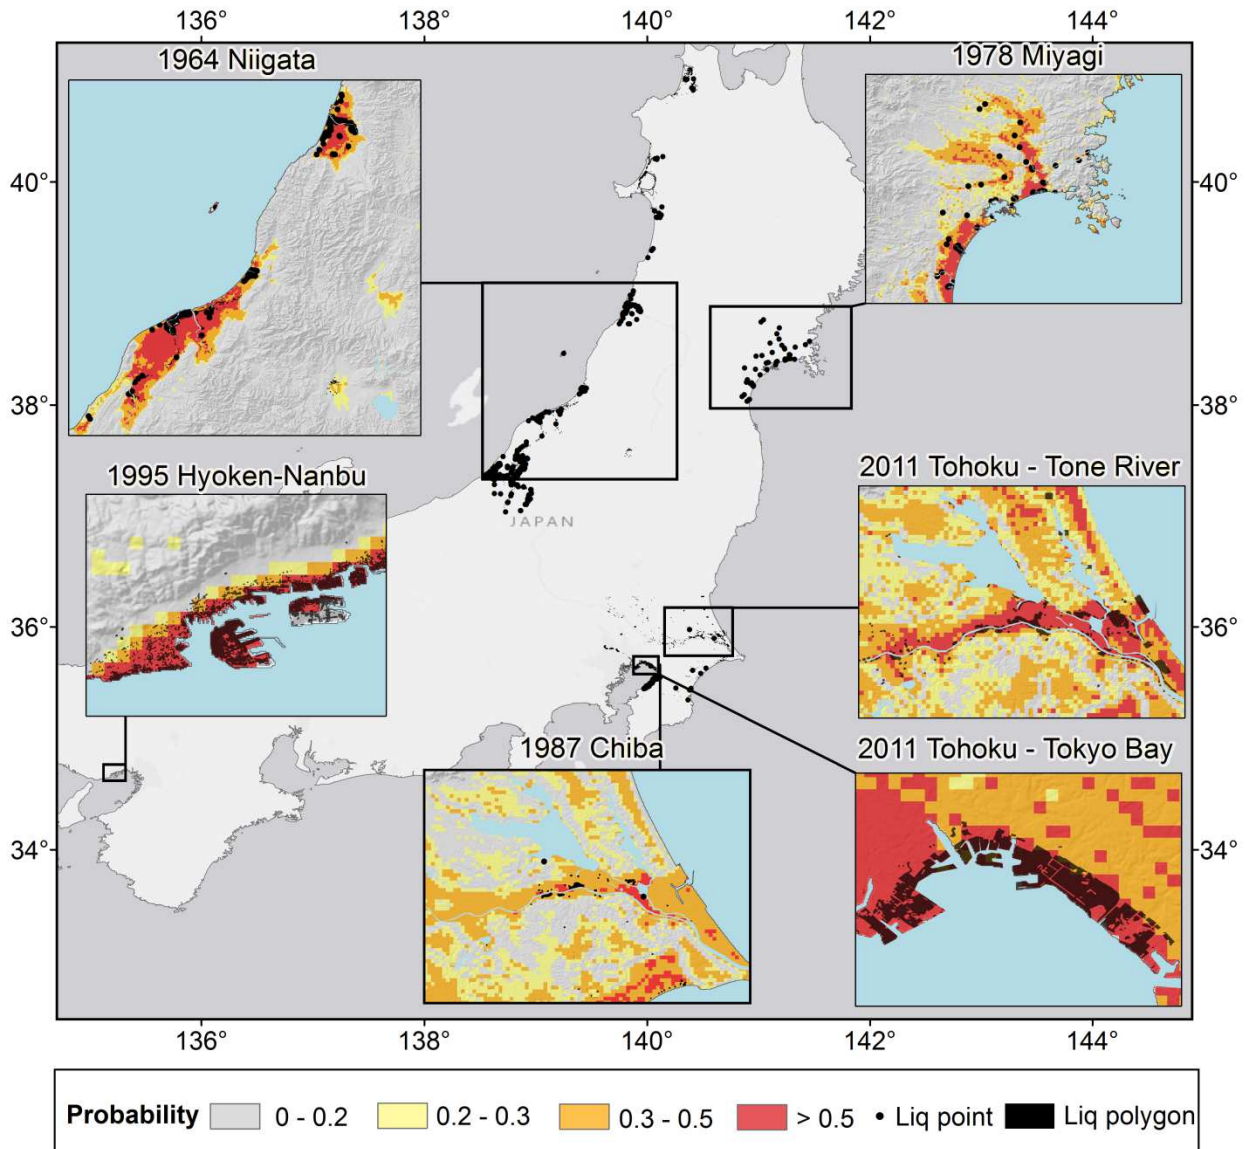 136° 138° 140° 142° 144°
1964 Niigata
1978 Miyagi
40° 40°
38° 38°
1995 Hyoken-Nanbu
2011 Tohoku - Tone River
JAPAN
36° 36°
1987 Chiba
2011 Tohoku - Tokyo Bay
34° 34°
136° 138° 140° 142° 144°
Probability 0 - 0.2 0.2 - 0.3 0.3 - 0.5 > 0.5 Liq point Liq polygon